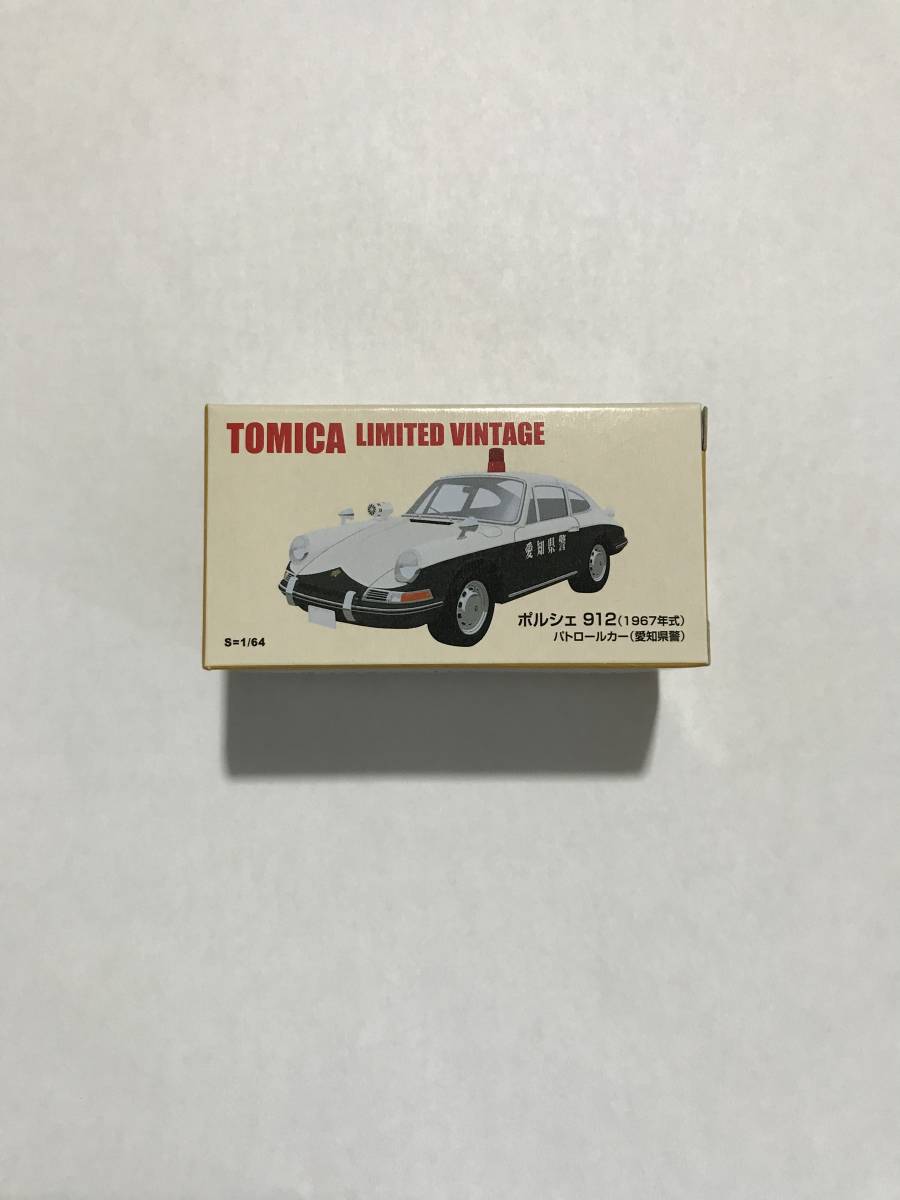 TOMICA LIMITED VINTAGE
愛知県警
ポルシェ 912(1967年式)
パトロールカー(愛知県警)
S=1/64